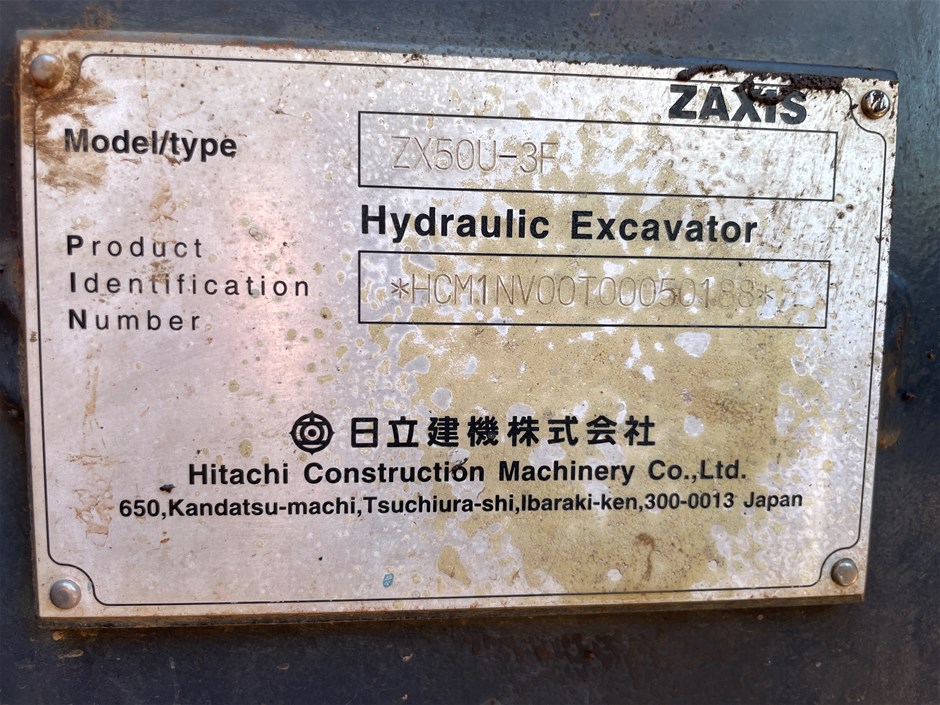 ZAXIS
Model/type
ZX50U-3F
Hydraulic Excavator
Product
Identification
Number
*HCM1NV00T00050188*
日立建機株式会社
Hitachi Construction Machinery Co.,Ltd.
650,Kandatsu-machi,Tsuchiura-shi,Ibaraki-ken,300-0013 Japan